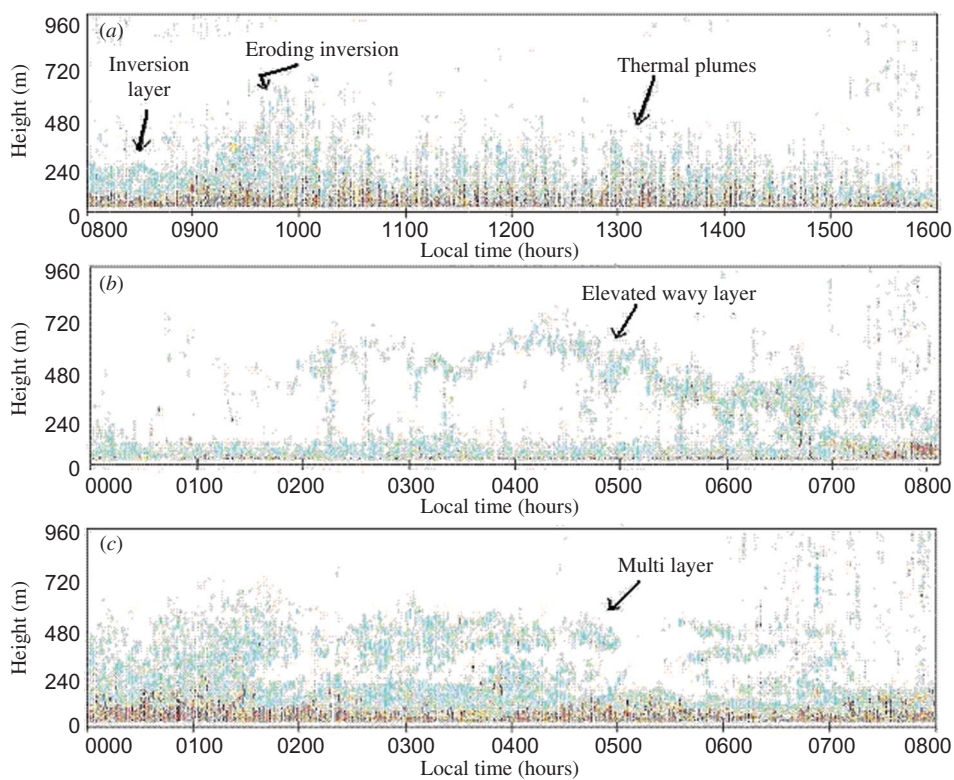 960
(a)
Eroding inversion
Inversion
layer
Thermal plumes
720
480
240
0
Height (m)
0800 0900 1000 1100 1200 1300 1400 1500 1600
Local time (hours)
960
(b)
Elevated wavy layer
720
480
240
0
Height (m)
0000 0100 0200 0300 0400 0500 0600 0700 0800
Local time (hours)
960
(c)
Multi layer
720
480
240
0
Height (m)
0000 0100 0200 0300 0400 0500 0600 0700 0800
Local time (hours)